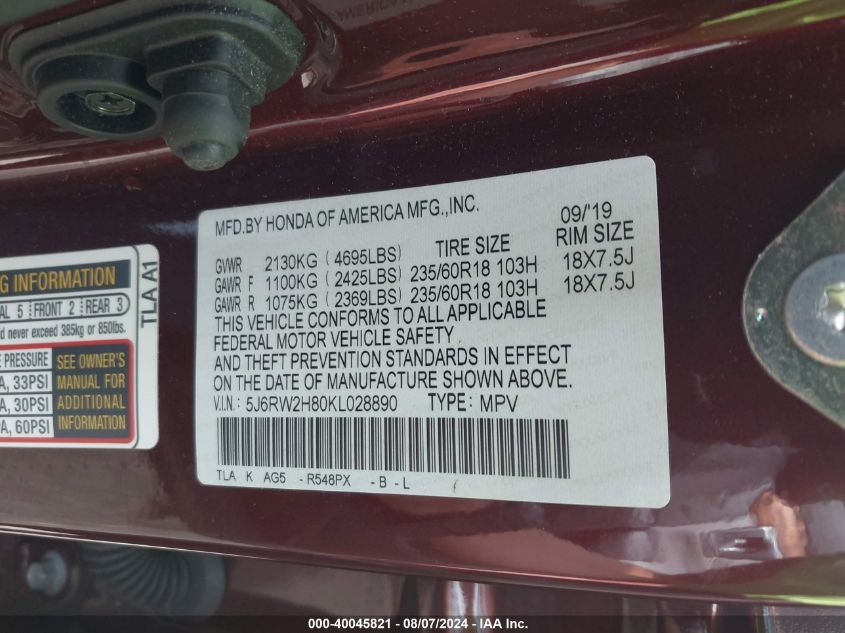 MFD.BY HONDA OF AMERICA MFG.,INC. 09/'19
GVWR 2130KG (4695LBS) TIRE SIZE RIM SIZE
GAWR F 1100KG (2425LBS) 235/60R18 103H 18X7.5J
GAWR R 1075KG (2369LBS) 235/60R18 103H 18X7.5J
THIS VEHICLE CONFORMS TO ALL APPLICABLE
FEDERAL MOTOR VEHICLE SAFETY
AND THEFT PREVENTION STANDARDS IN EFFECT
ON THE DATE OF MANUFACTURE SHOWN ABOVE.
V.I.N.: 5J6RW2H80KL028890 TYPE: MPV
TLA K AG5 -R548PX -B-L
INFORMATION
5 FRONT 2 REAR 3
never exceed 385kg or 850lbs.
PRESSURE
33PSI
30PSI
60PSI
SEE OWNER'S
MANUAL FOR
ADDITIONAL
INFORMATION
TLA A1
000-40045821 - 08/07/2024 - IAA Inc.